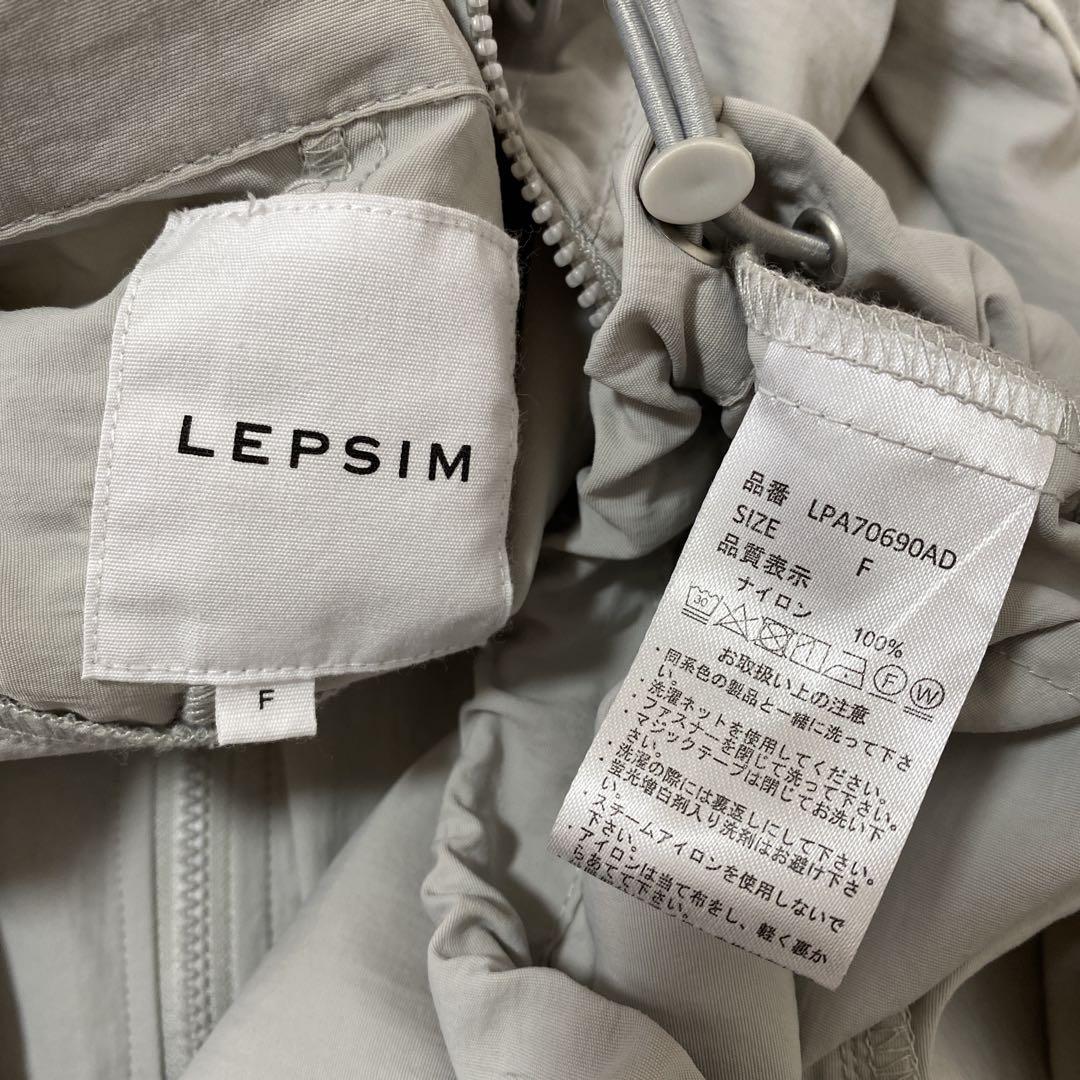 LEPSIM
F
品番 LPA70690AD
SIZE F
品質表示
ナイロン 100%
30 F W
お取扱い上の注意
・同系色の製品と一緒に洗って下さ
い。
・洗濯ネットを使用してください。
・ファスナーを閉じて洗って下さい。
・マジックテープは閉じてお洗い下
さい。
・洗濯の際には裏返しにして下さい。
・蛍光増白剤入り洗剤はお避け下さ
い。
・スチームアイロンを使用しないで
下さい。
・アイロンは当て布をし、軽く裏か
らあてて下さい。